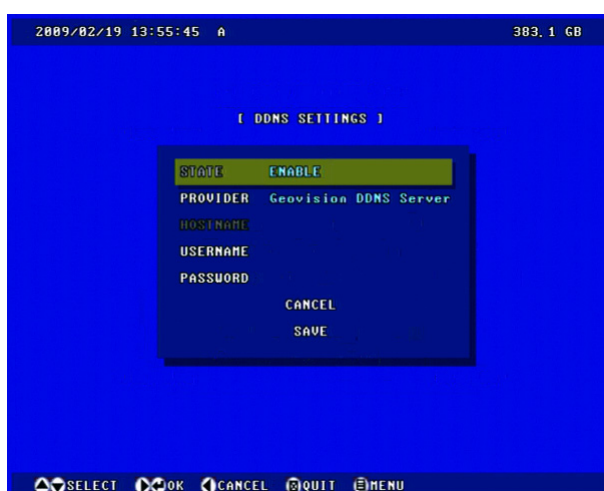 2009/02/19 13:55:45 A 383.1 GB
[ DDNS SETTINGS ]
STATE ENABLE
PROVIDER Geovision DDNS Server
HOSTNAME
USERNAME
PASSWORD
CANCEL
SAVE
SELECT OK CANCEL QUIT MENU